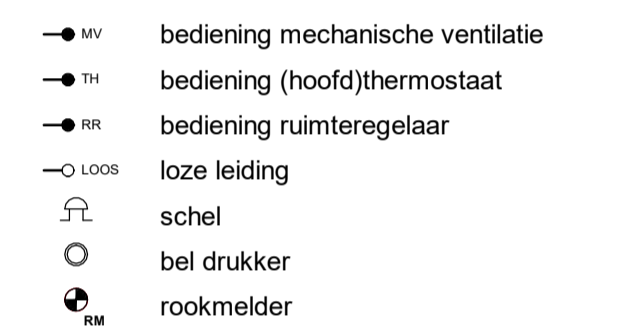 MV bediening mechanische ventilatie
TH bediening (hoofd)thermostaat
RR bediening ruimteregelaar
LOOS loze leiding
schel
bel drukker
rookmelder
RM